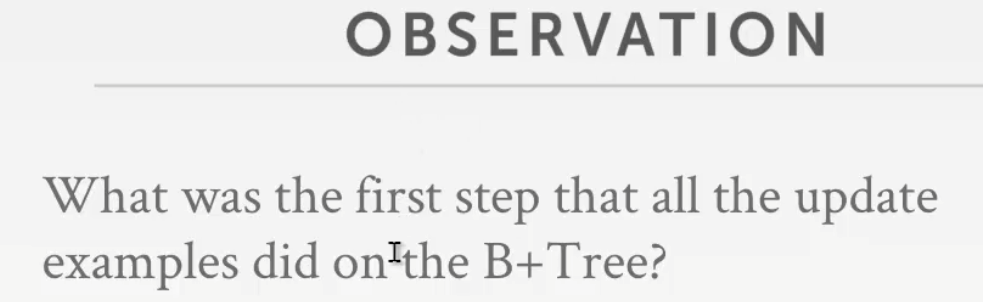 OBSERVATION
What was the first step that all the update
examples did on the B+Tree?